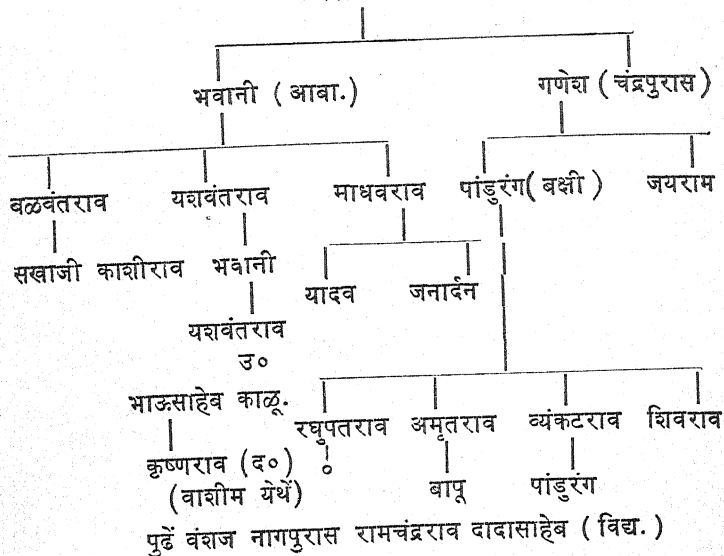 भवानी ( आबा. ) गणेश ( चंद्रपुरास )
बळवंतराव यशवंतराव माधवराव पांडुरंग( बक्षी ) जयराम
सखाजी काशीराव भवानी
यादव जनार्दन
यशवंतराव
उ०
भाऊसाहेब काळू.
रघुपतराव अमृतराव व्यंकटराव शिवराव
कृष्णराव (द०) ० बापू पांडुरंग
(वाशीम येथें)
पुढें वंशज नागपुरास रामचंद्रराव दादासाहेब ( विद्य. )